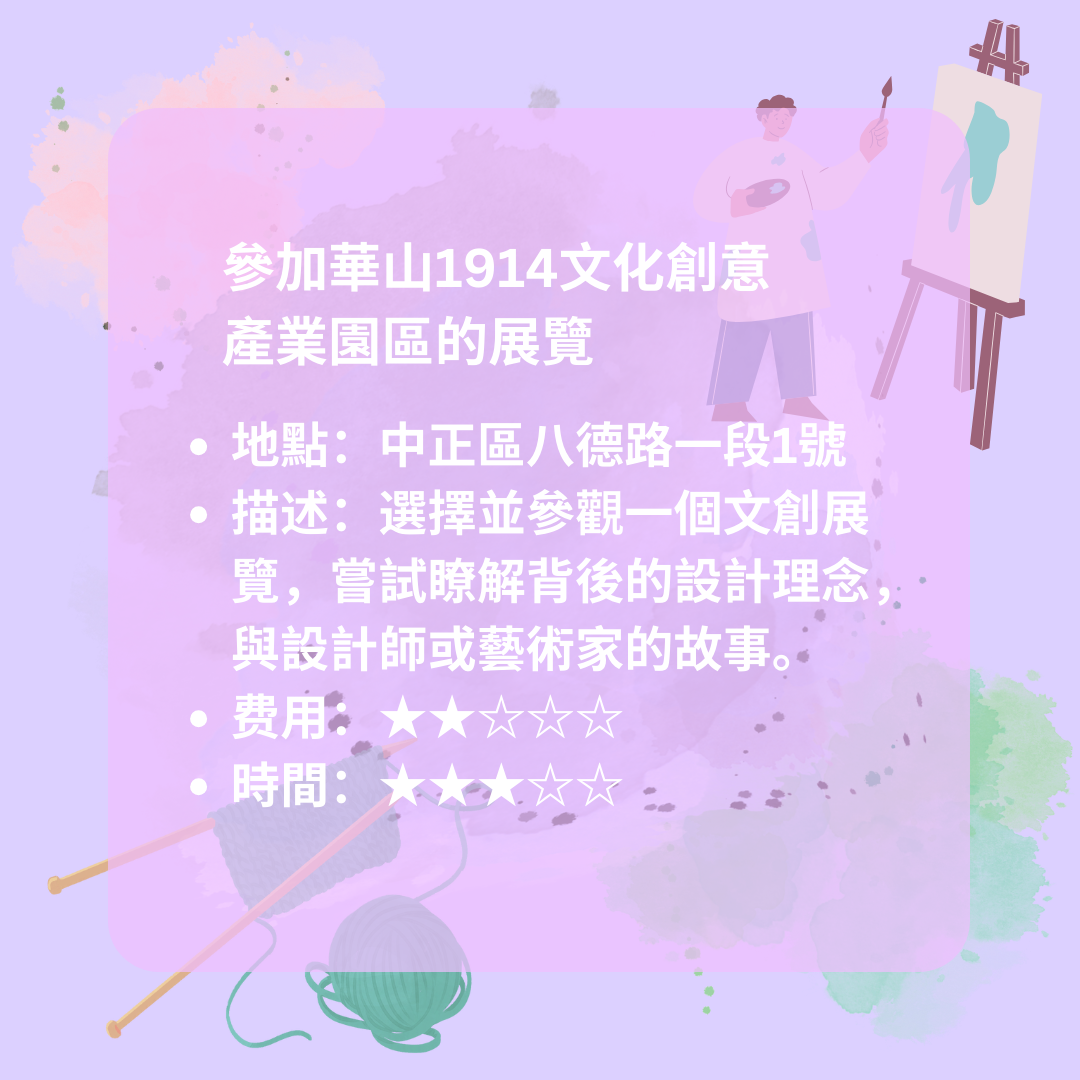 參加華山1914文化創意
產業園區的展覽
• 地點：中正區八德路一段1號
• 描述：選擇並參觀一個文創展
覽，嘗試瞭解背後的設計理念，
與設計師或藝術家的故事。
• 费用：★★☆☆☆
• 時間：★★★☆☆